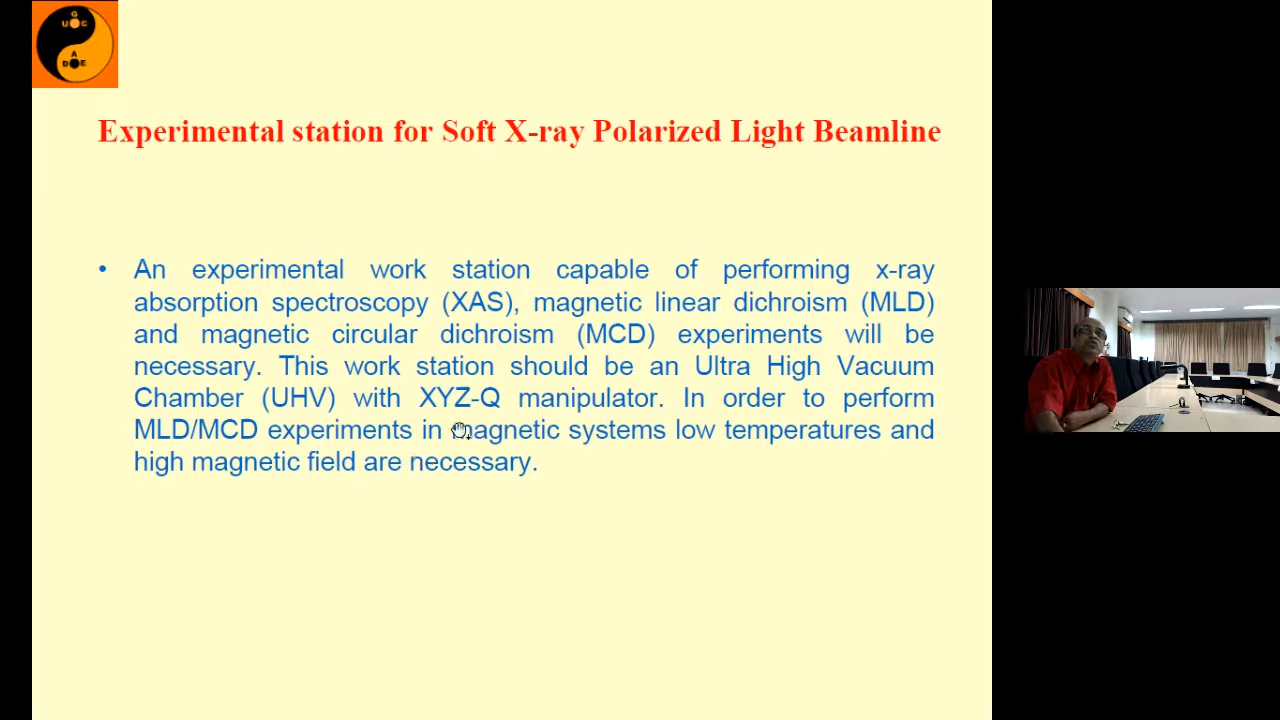 G
U G C
A
D E
Experimental station for Soft X-ray Polarized Light Beamline
• An experimental work station capable of performing x-ray
absorption spectroscopy (XAS), magnetic linear dichroism (MLD)
and magnetic circular dichroism (MCD) experiments will be
necessary. This work station should be an Ultra High Vacuum
Chamber (UHV) with XYZ-Q manipulator. In order to perform
MLD/MCD experiments in magnetic systems low temperatures and
high magnetic field are necessary.